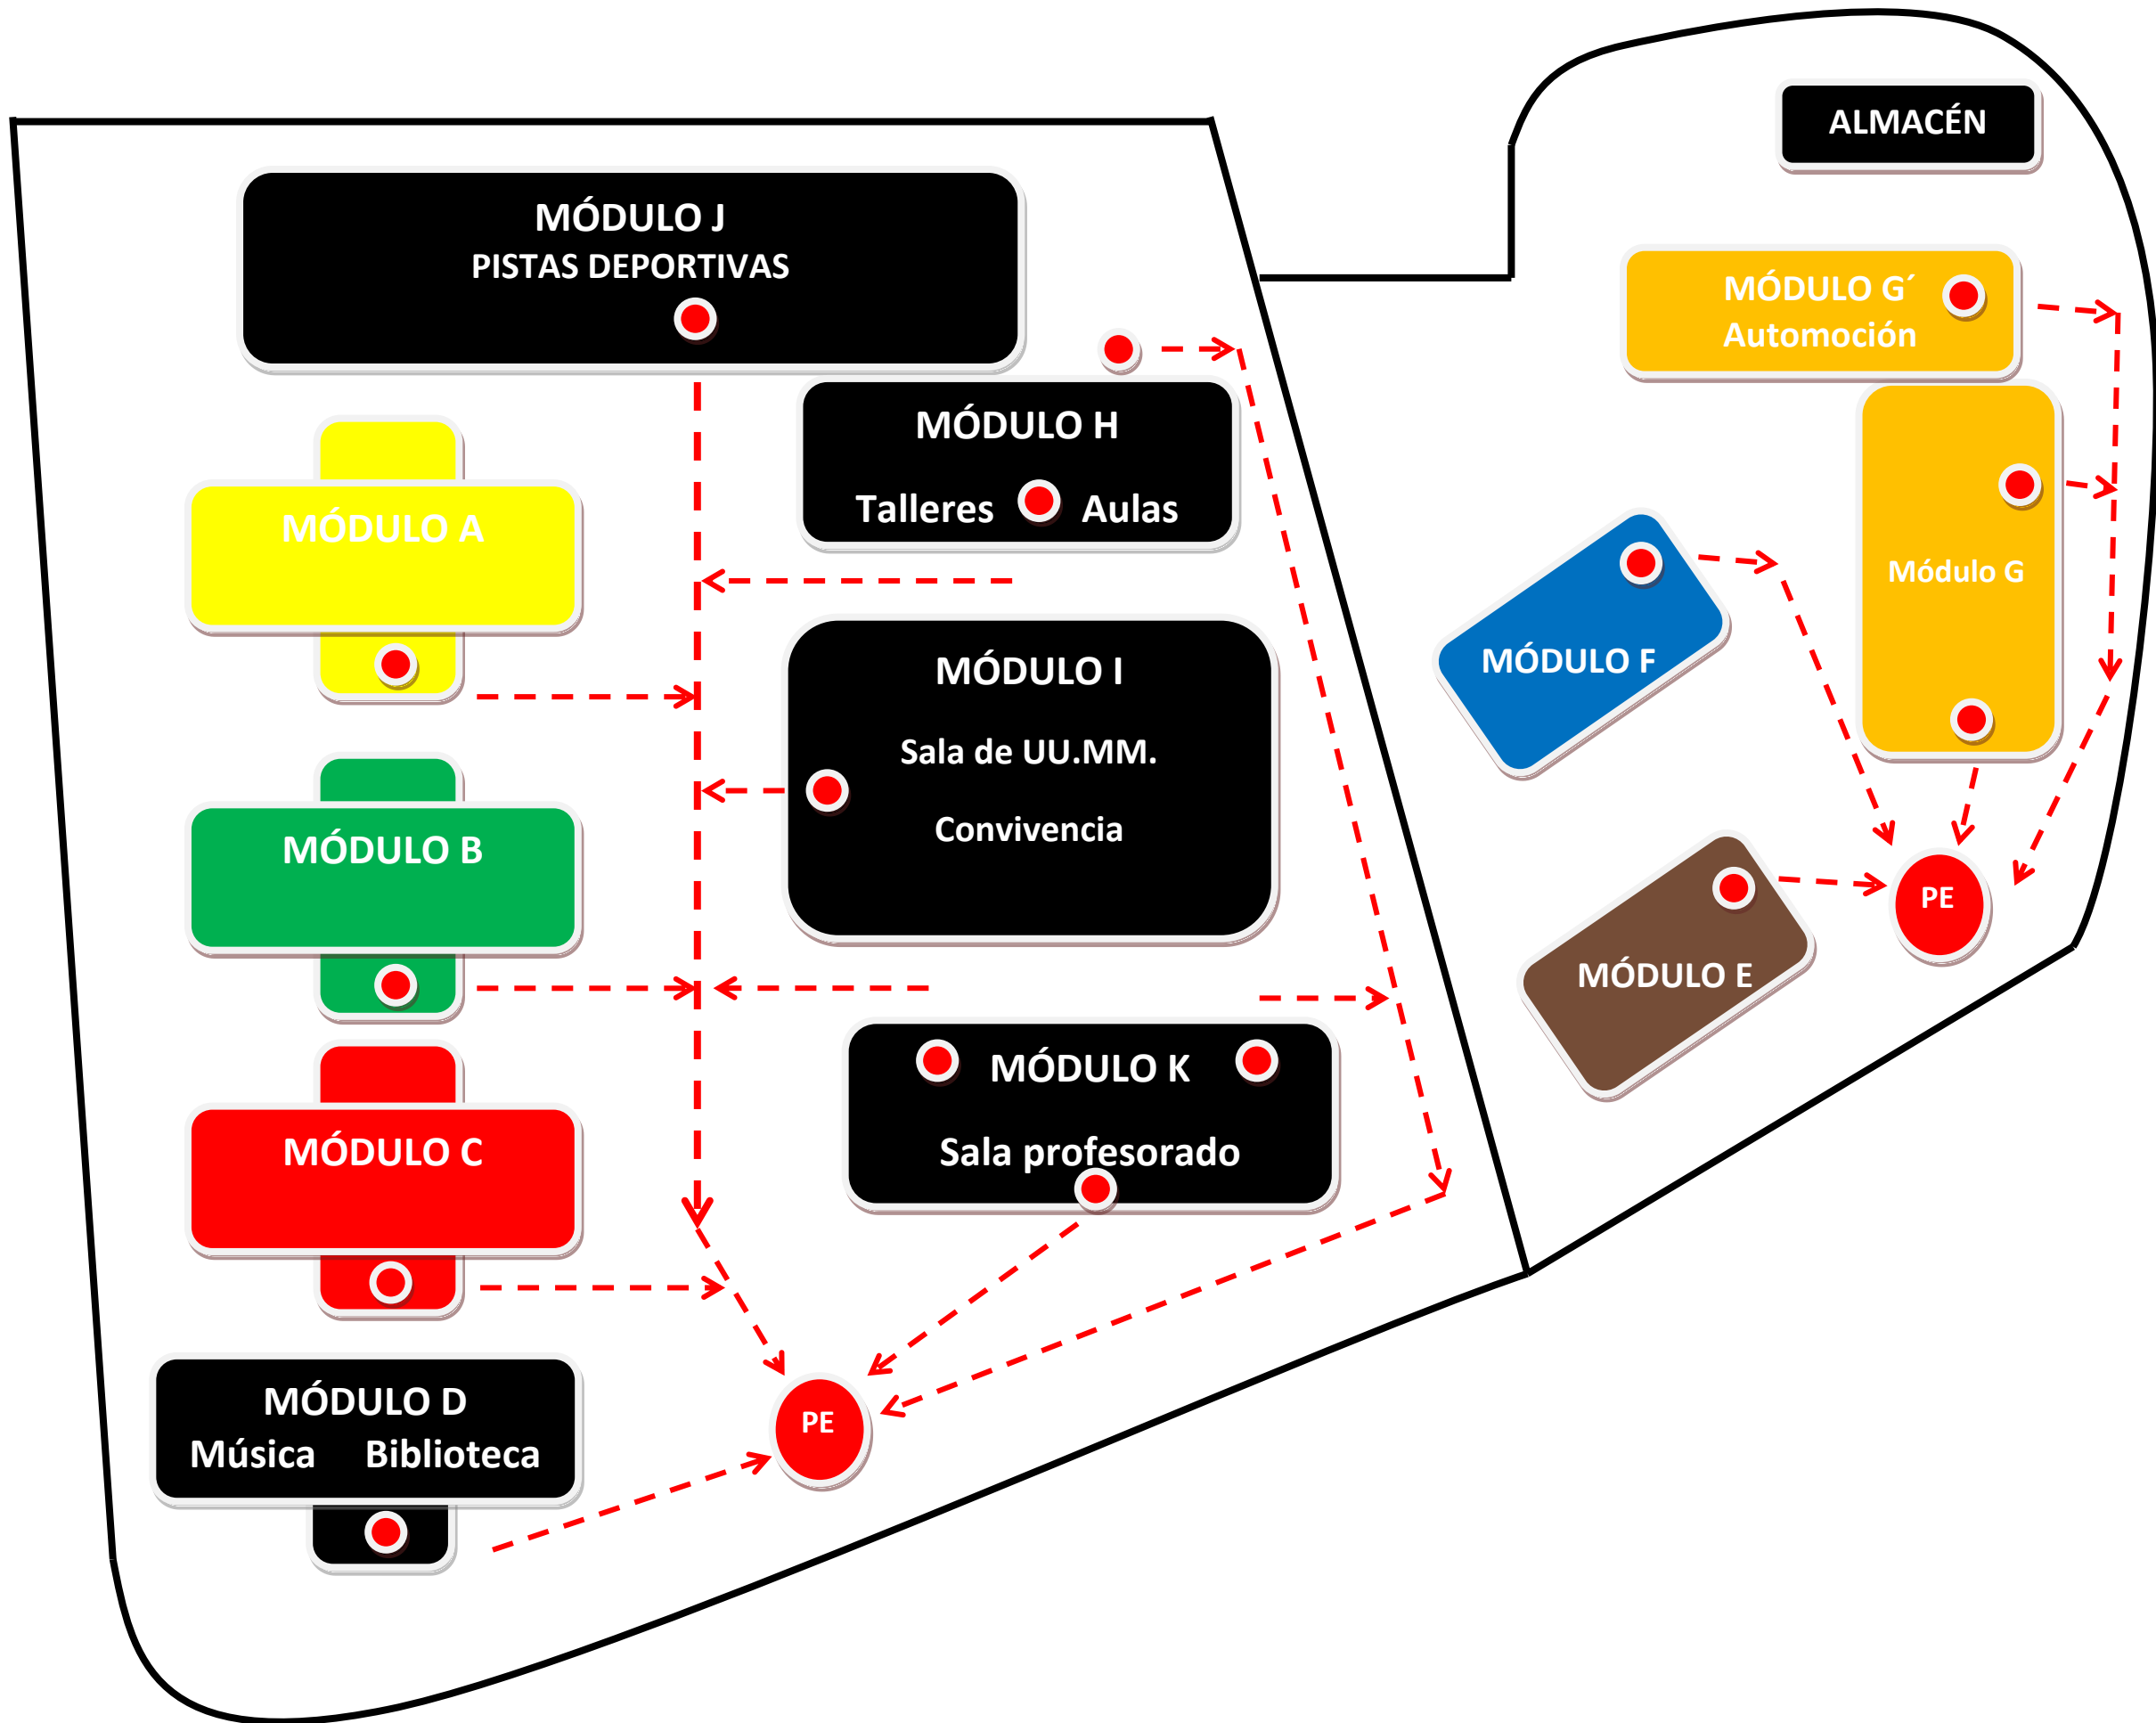 ALMACÉN
MÓDULO J
PISTAS DEPORTIVAS
MÓDULO G´
Automoción
MÓDULO H
Talleres Aulas
MÓDULO A
Módulo G
MÓDULO F
MÓDULO I
Sala de UU.MM.
Convivencia
MÓDULO B
PE
MÓDULO E
MÓDULO K
Sala profesorado
MÓDULO C
MÓDULO D
Música Biblioteca
PE